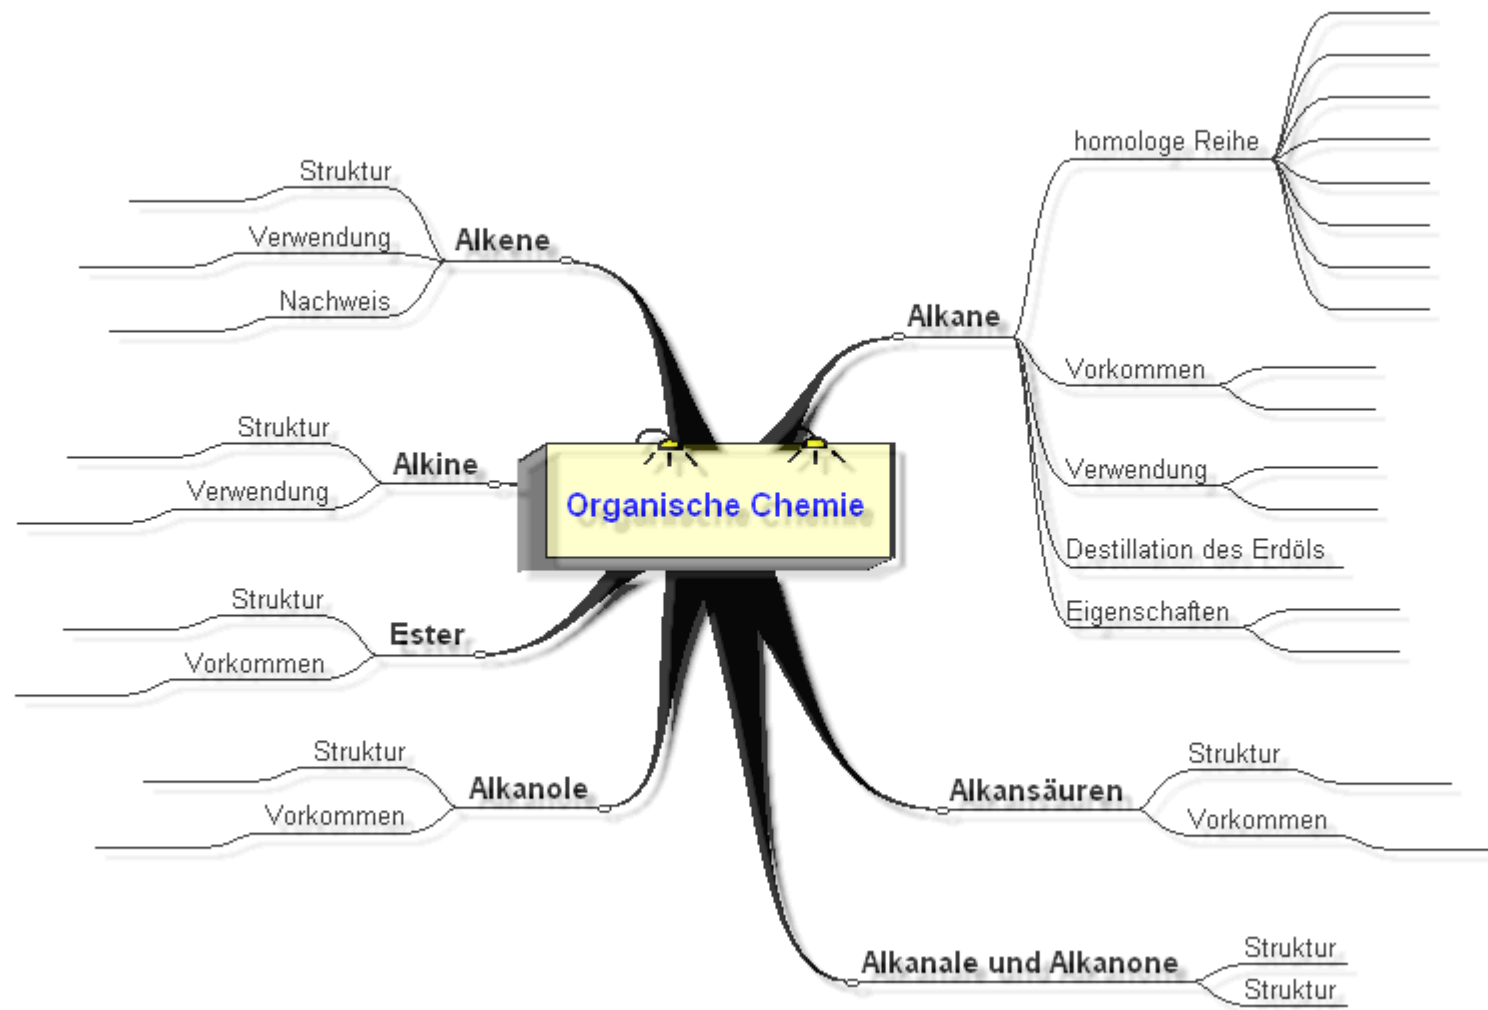 Organische Chemie
Alkane
homologe Reihe
Vorkommen
Verwendung
Destillation des Erdöls
Eigenschaften
Alkansäuren
Struktur
Vorkommen
Alkanale und Alkanone
Struktur
Struktur
Alkene
Struktur
Verwendung
Nachweis
Alkine
Struktur
Verwendung
Ester
Struktur
Vorkommen
Alkanole
Struktur
Vorkommen